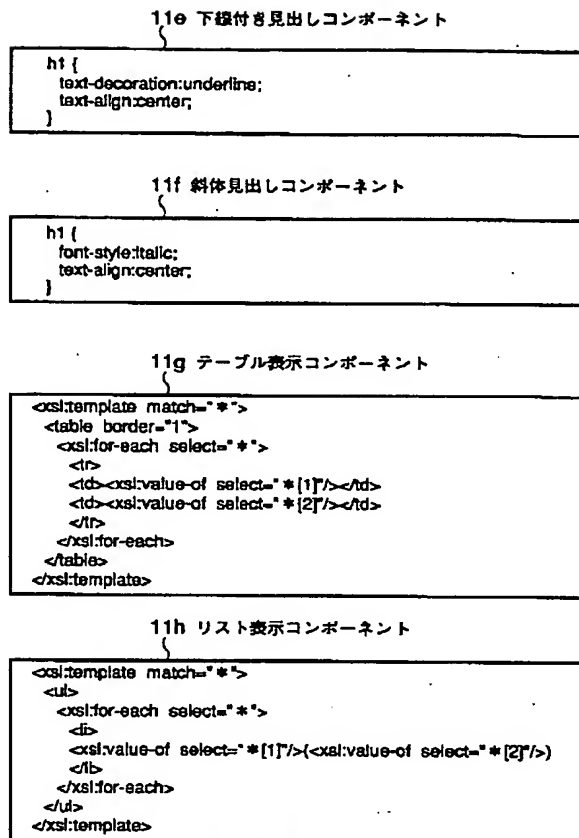 11e 下線付き見出しコンポーネント
h1 {
text-decoration:underline;
text-align:center;
}
11f 斜体見出しコンポーネント
h1 {
font-style:italic;
text-align:center;
}
11g テーブル表示コンポーネント
<xsl:template match="*">
<table border="1">
<xsl:for-each select="*">
<tr>
<td><xsl:value-of select="*[1]"/></td>
<td><xsl:value-of select="*[2]"/></td>
</tr>
</xsl:for-each>
</table>
</xsl:template>
11h リスト表示コンポーネント
<xsl:template match="*">
<ul>
<xsl:for-each select="*">
<li>
<xsl:value-of select="*[1]"/>(<xsl:value-of select="*[2]"/>)
</li>
</xsl:for-each>
</ul>
</xsl:template>